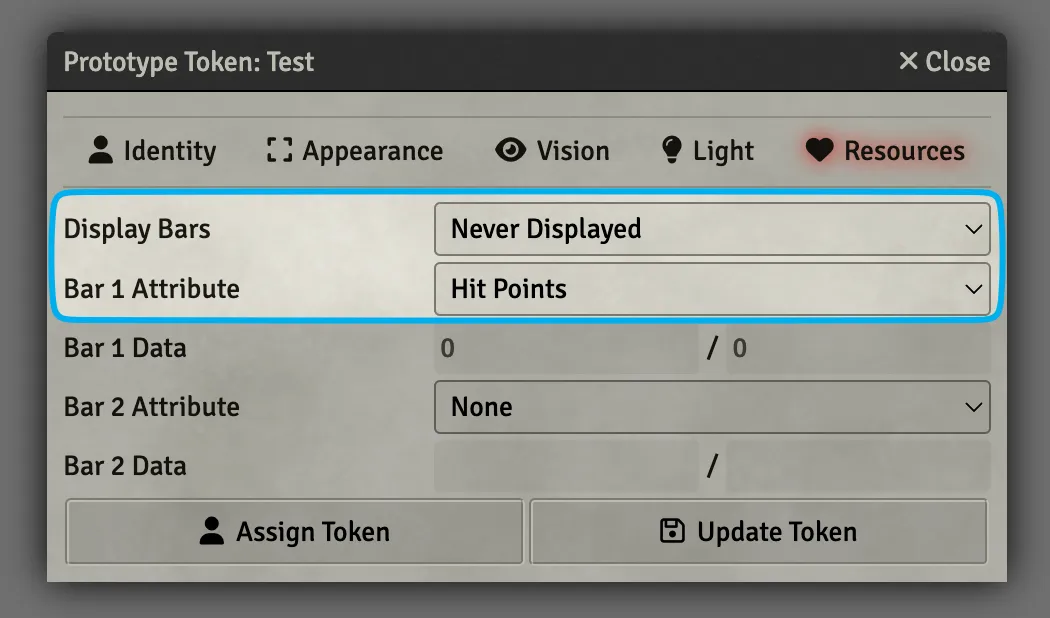 Prototype Token: Test
Close
Identity
Appearance
Vision
Light
Resources
Display Bars
Never Displayed
Bar 1 Attribute
Hit Points
Bar 1 Data
0 / 0
Bar 2 Attribute
None
Bar 2 Data
/
Assign Token
Update Token